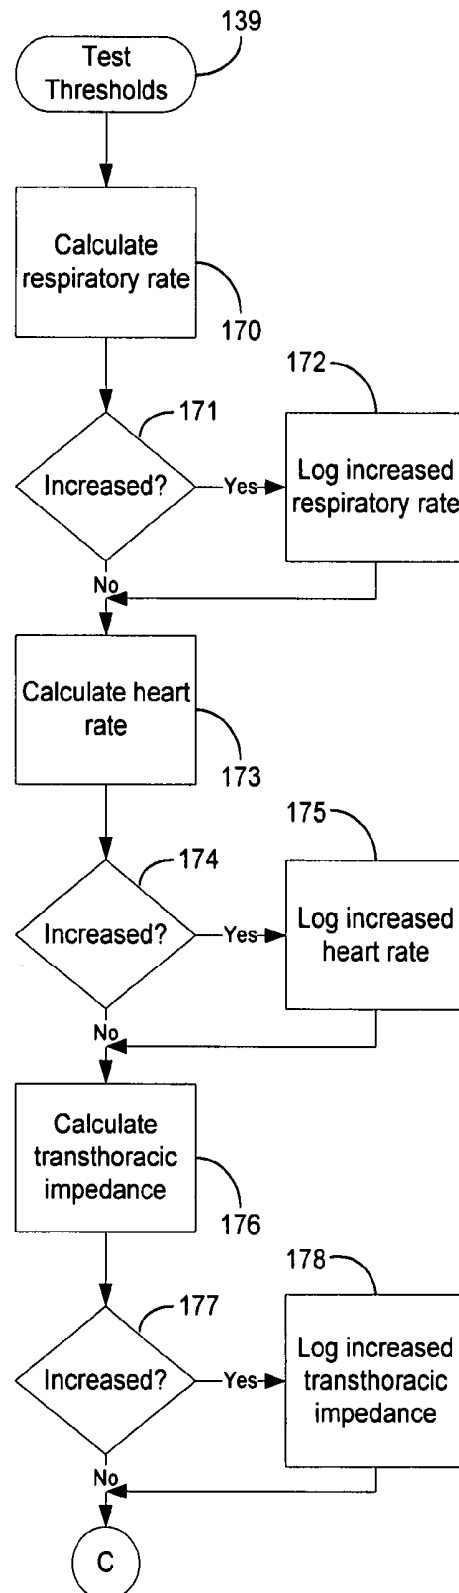 139
Test
Thresholds
Calculate
respiratory rate
170
171
172
Increased?
Yes
Log increased
respiratory rate
No
Calculate heart
rate
173
174
175
Increased?
Yes
Log increased
heart rate
No
Calculate
transthoracic
impedance
176
177
178
Increased?
Yes
Log increased
transthoracic
impedance
No
C